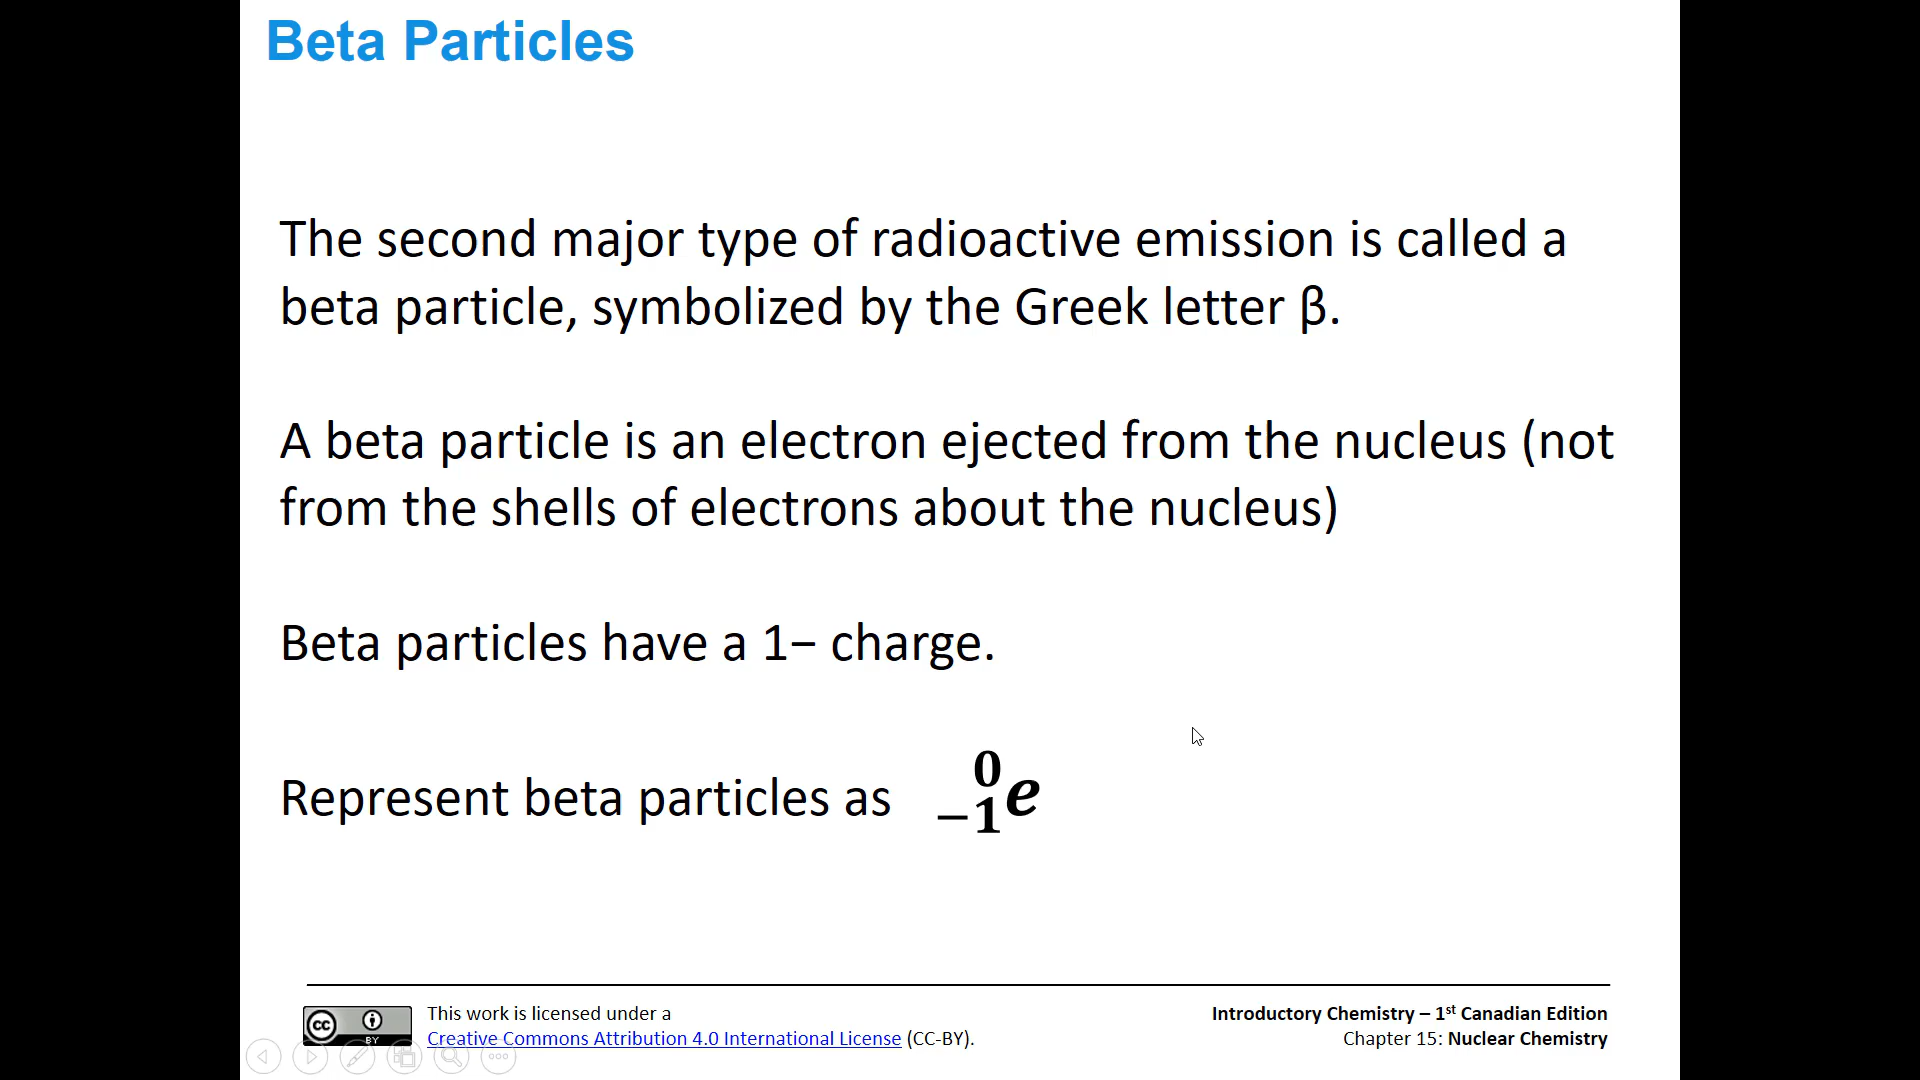 Beta Particles
The second major type of radioactive emission is called a
beta particle, symbolized by the Greek letter β.
A beta particle is an electron ejected from the nucleus (not
from the shells of electrons about the nucleus)
Beta particles have a 1− charge.
Represent beta particles as ₋₁⁰e
cc BY
This work is licensed under a
Creative Commons Attribution 4.0 International License (CC-BY).
Introductory Chemistry – 1st Canadian Edition
Chapter 15: Nuclear Chemistry